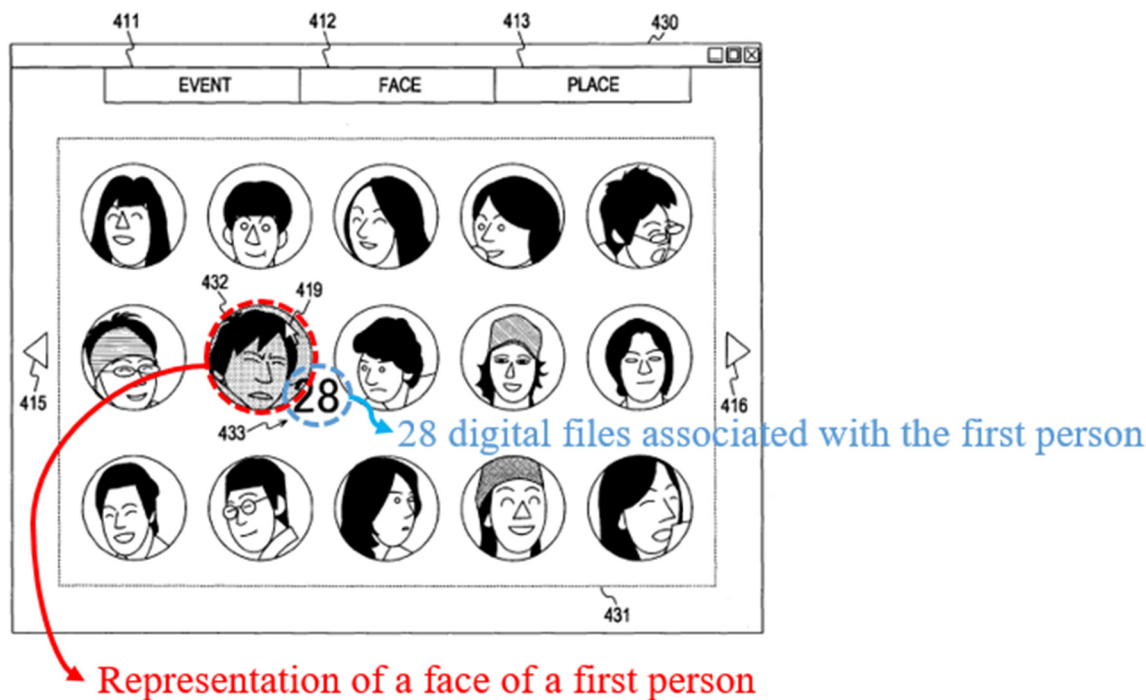 411 412 413 430
EVENT FACE PLACE
432 419
415 28 416
433
28 digital files associated with the first person
431
Representation of a face of a first person